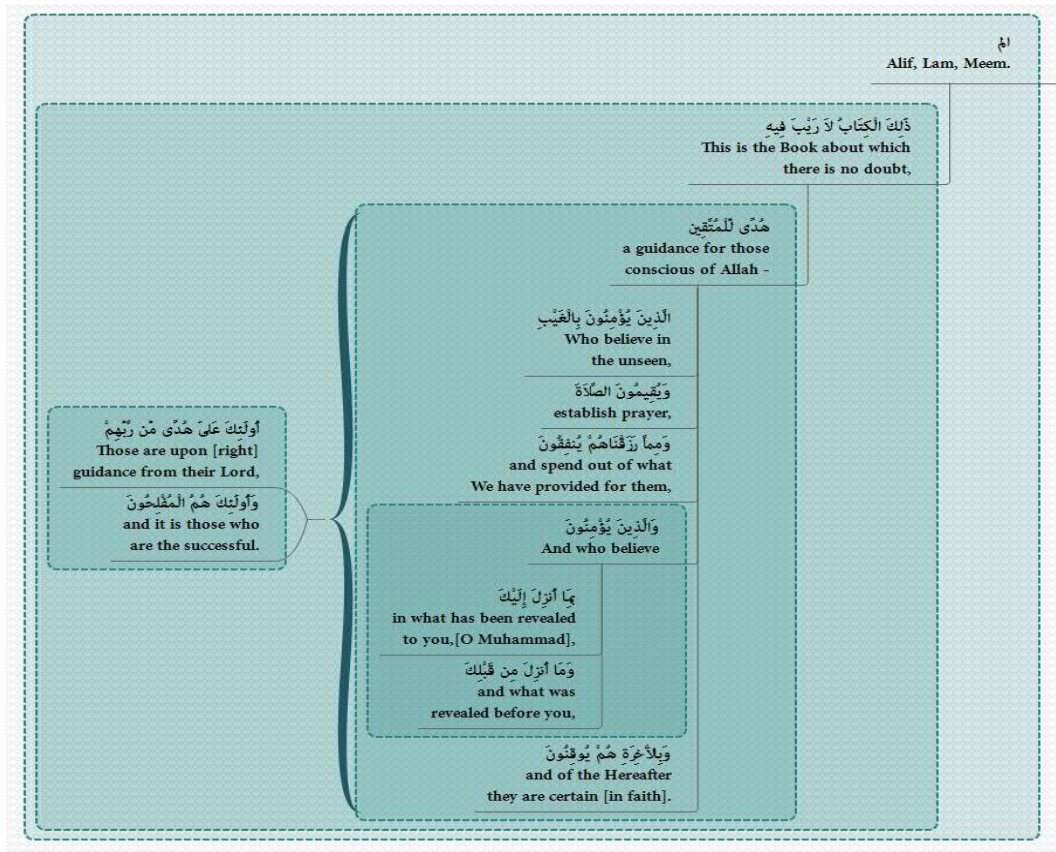 الم
Alif, Lam, Meem.
ذَلِكَ الْكِتَابُ لاَ رَيْبَ فِيهِ
This is the Book about which
there is no doubt,
هُدًى لِّلْمُتَّقِين
a guidance for those
conscious of Allah -
الَّذِينَ يُؤْمِنُونَ بِالْغَيْبِ
Who believe in
the unseen,
وَيُقِيمُونَ الصَّلاَةَ
establish prayer,
وَمِمَّا رَزَقْنَاهُمْ يُنفِقُونَ
and spend out of what
We have provided for them,
وَالَّذِينَ يُؤْمِنُونَ
And who believe
بِمَا أُنزِلَ إِلَيْكَ
in what has been revealed
to you,[O Muhammad],
وَمَا أُنزِلَ مِن قَبْلِكَ
and what was
revealed before you,
وَبِالآخِرَةِ هُمْ يُوقِنُونَ
and of the Hereafter
they are certain [in faith].
أُولَئِكَ عَلَىَ هُدًى مِّن رَّبِّهِمْ
Those are upon [right]
guidance from their Lord,
وَأُولَئِكَ هُمُ الْمُفْلِحُونَ
and it is those who
are the successful.